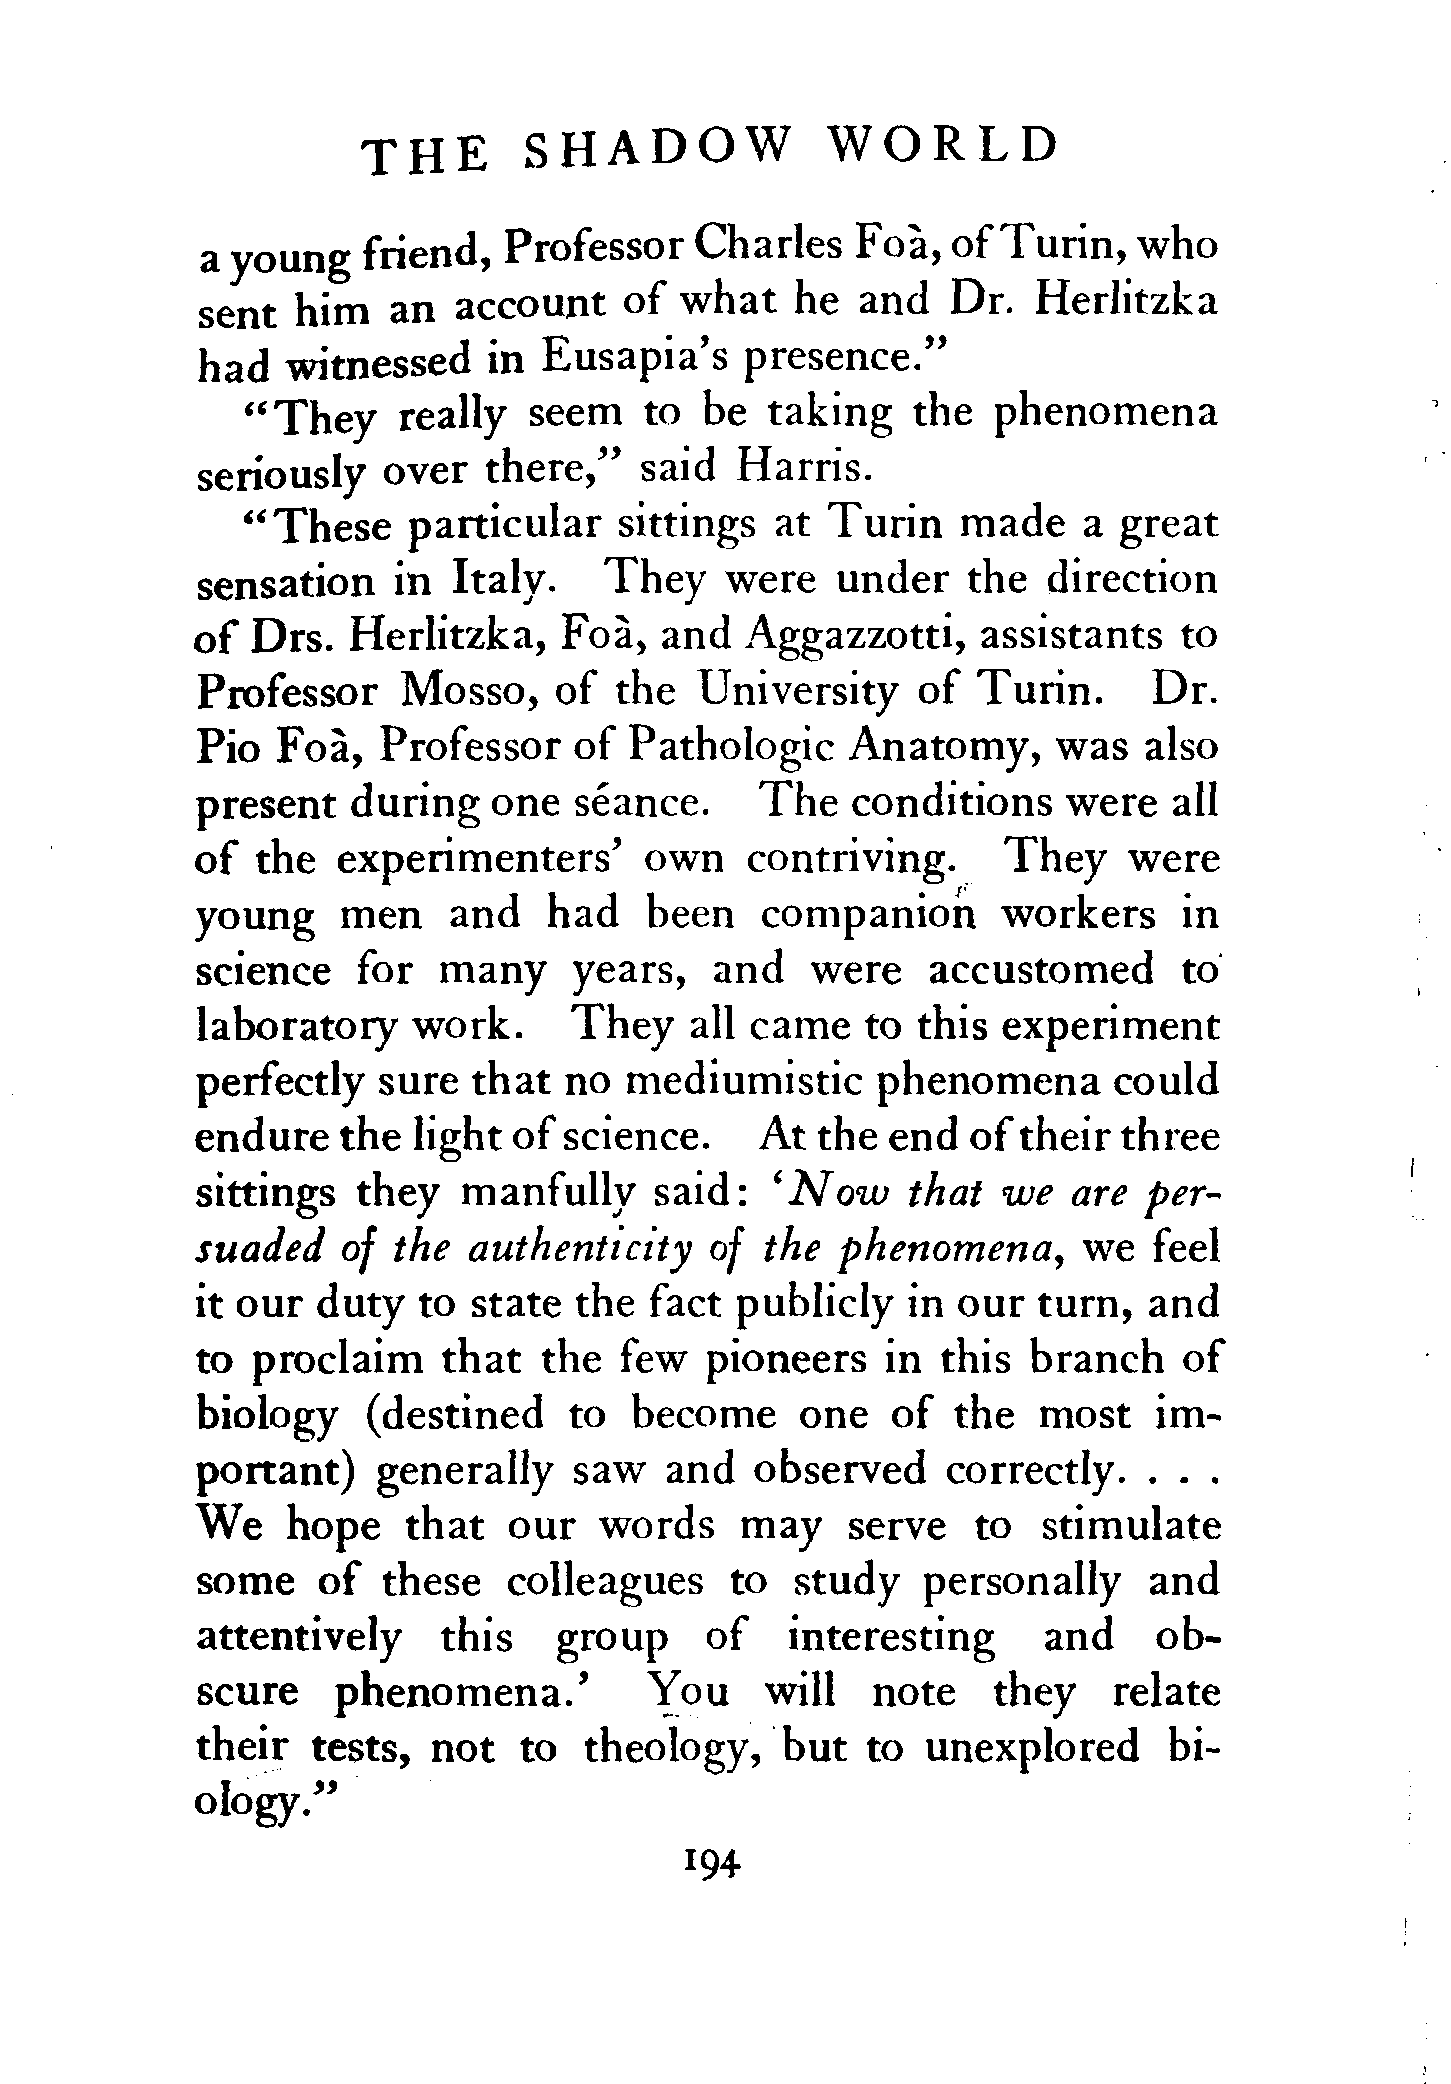 THE SHADOW WORLD
a young friend, Professor Charles Foà, of Turin, who
sent him an account of what he and Dr. Herlitzka
had witnessed in Eusapia's presence."
"They really seem to be taking the phenomena
seriously over there," said Harris.
"These particular sittings at Turin made a great
sensation in Italy. They were under the direction
of Drs. Herlitzka, Foà, and Aggazzotti, assistants to
Professor Mosso, of the University of Turin. Dr.
Pio Foà, Professor of Pathologic Anatomy, was also
present during one séance. The conditions were all
of the experimenters' own contriving. They were
young men and had been companion workers in
science for many years, and were accustomed to
laboratory work. They all came to this experiment
perfectly sure that no mediumistic phenomena could
endure the light of science. At the end of their three
sittings they manfully said: 'Now that we are per-
suaded of the authenticity of the phenomena, we feel
it our duty to state the fact publicly in our turn, and
to proclaim that the few pioneers in this branch of
biology (destined to become one of the most im-
portant) generally saw and observed correctly. . . .
We hope that our words may serve to stimulate
some of these colleagues to study personally and
attentively this group of interesting and ob-
scure phenomena.' You will note they relate
their tests, not to theology, but to unexplored bi-
ology."
194